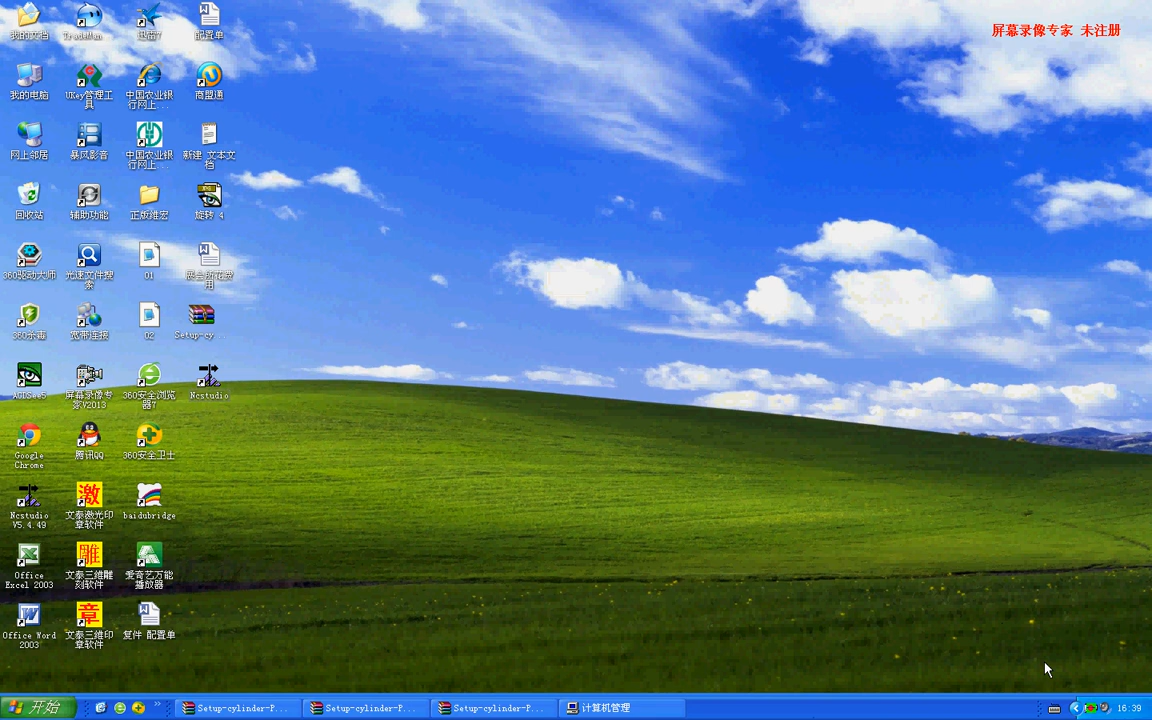 屏幕录像专家 未注册
我的文档
TradeMan
迅雷7
配置单
我的电脑
UKey管理工
具
中国农业银
行网上...
商盟通
网上邻居
暴风影音
中国农业银
行网上...
新建 文本文
档
回收站
辅助功能
正版维宏
旋转 4
360驱动大师
光速文件搜
索
01
用
360杀毒
宽带连接
02
Setup-cy...
ACDSee5
屏幕录像专
家V2013
360安全浏览
器7
Ncstudio
Google
Chrome
腾讯QQ
360安全卫士
Ncstudio
V5.4.49
激
文泰激光印
章软件
baidubridge
Office
Excel 2003
雕
文泰三维雕
刻软件
爱奇艺万能
播放器
Office Word
2003
章
文泰三维印
章软件
复件 配置单
开始
Setup-cylinder-P...
Setup-cylinder-P...
Setup-cylinder-P...
计算机管理
16:39